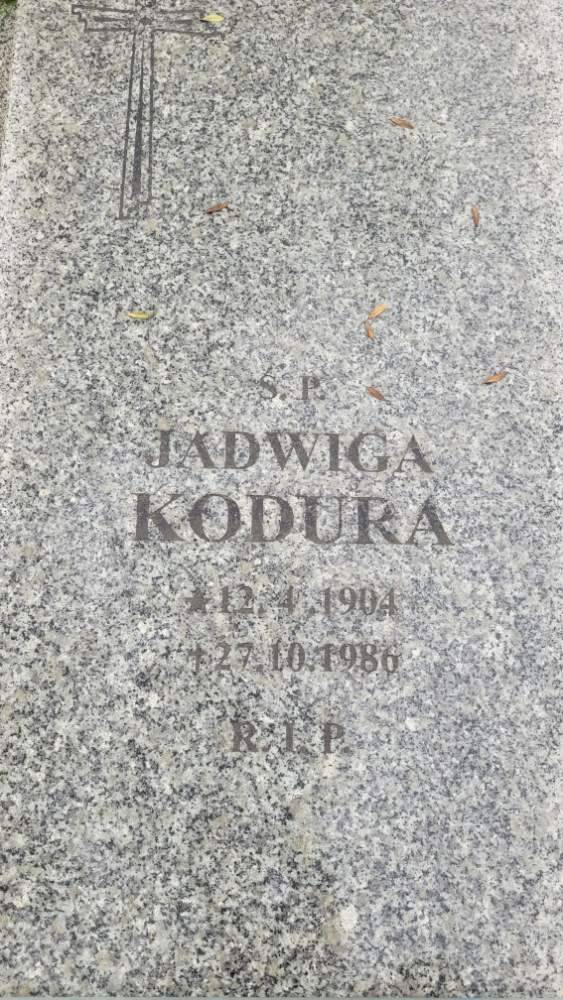 Ś. P.
JADWIGA
KODURA
★ 12. 4 .1904
† 27.10.1986
R. I. P.